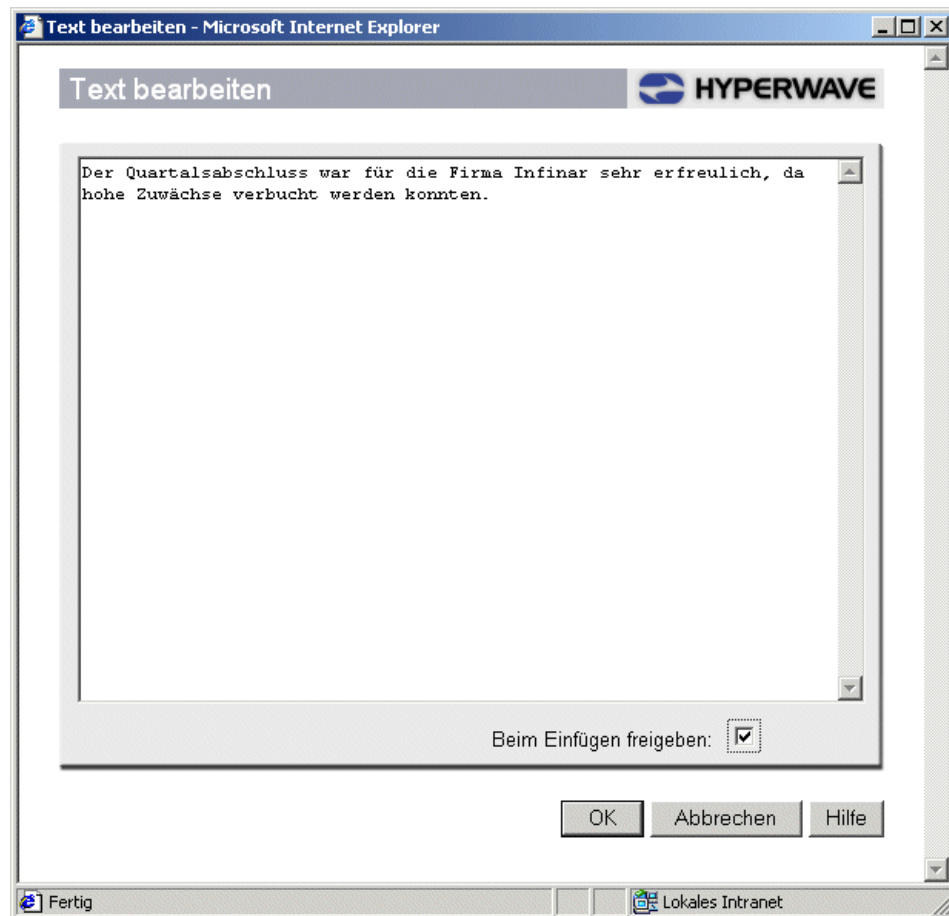 Text bearbeiten - Microsoft Internet Explorer
Text bearbeiten
HYPERWAVE
Der Quartalsabschluss war für die Firma Infinar sehr erfreulich, da
hohe Zuwächse verbucht werden konnten.
Beim Einfügen freigeben:
OK Abbrechen Hilfe
Fertig Lokales Intranet